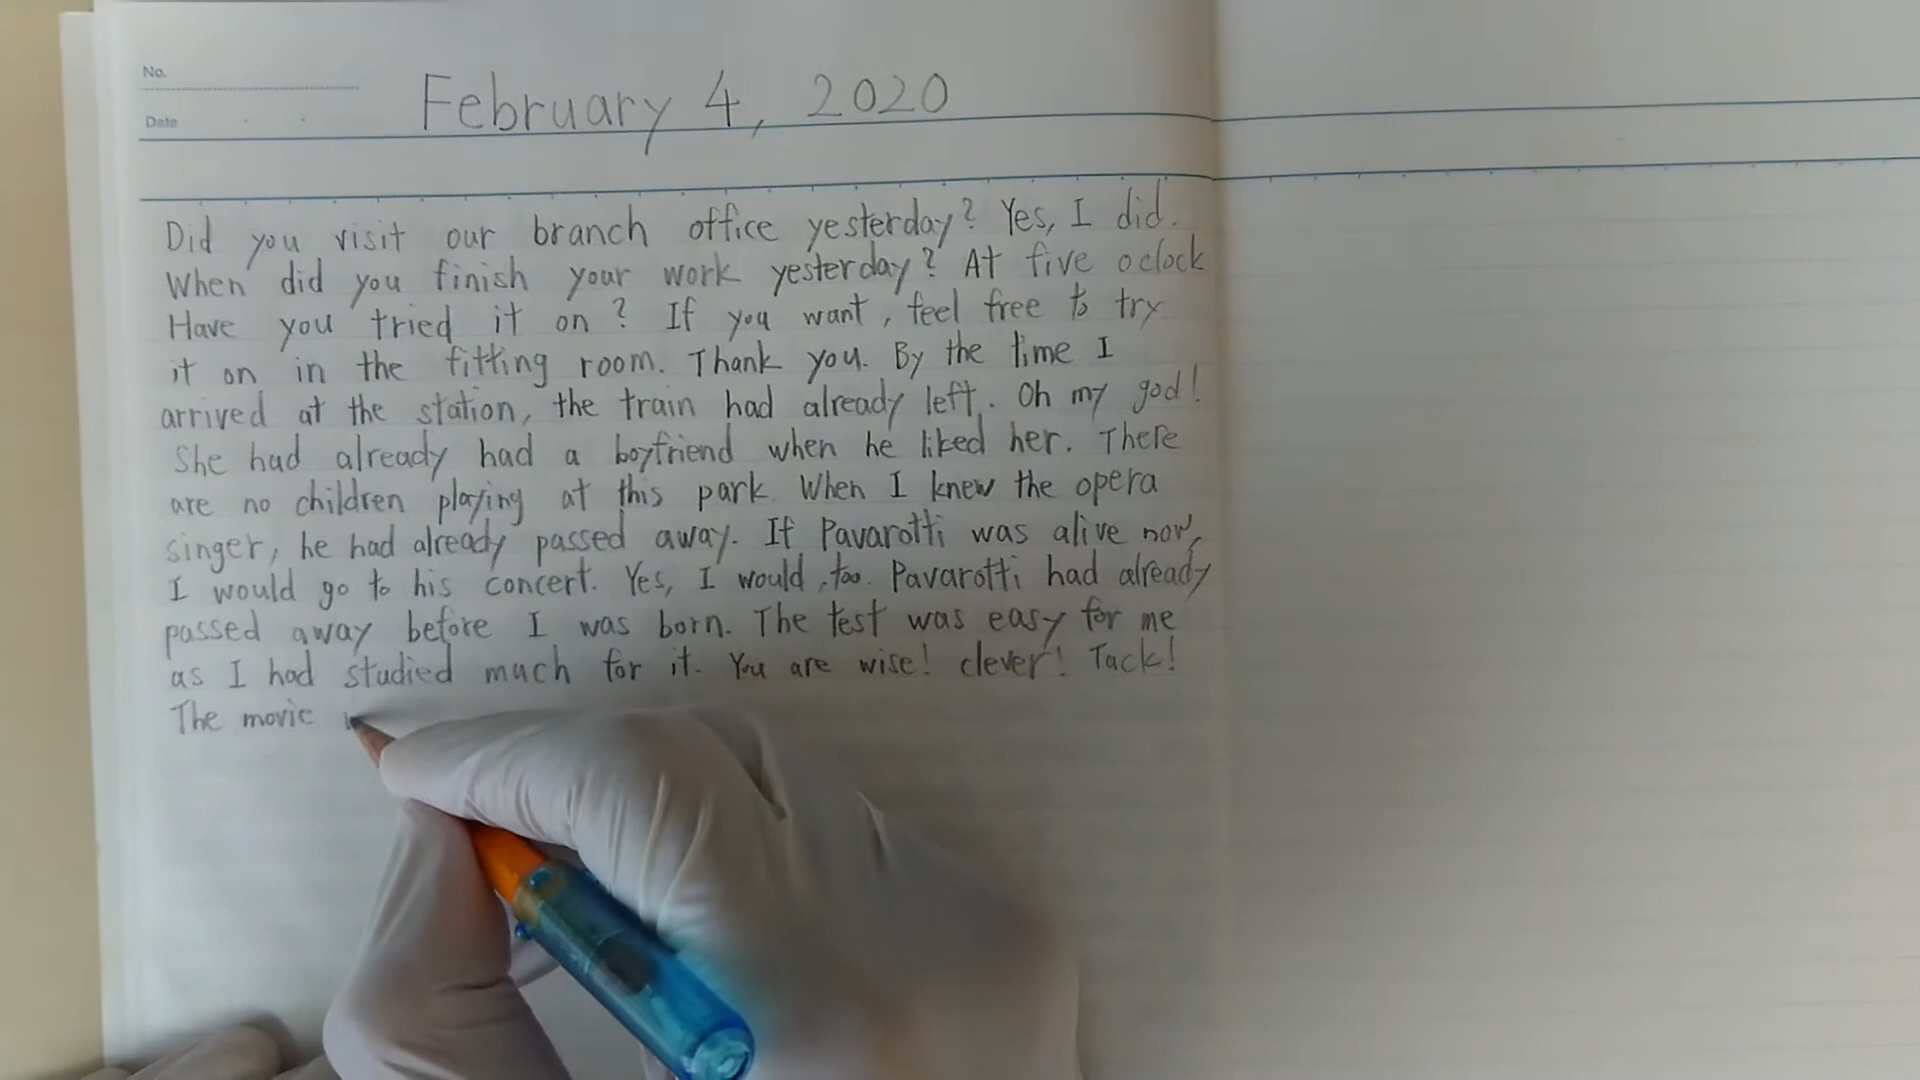 No.
Date
February 4, 2020
Did you visit our branch office yesterday? Yes, I did.
When did you finish your work yesterday? At five oclock
Have you tried it on? If you want, feel free to try
it on in the fitting room. Thank you. By the time I
arrived at the station, the train had already left. Oh my god!
She had already had a boyfriend when he liked her. There
are no children playing at this park. When I knew the opera
singer, he had already passed away. If Pavarotti was alive now,
I would go to his concert. Yes, I would, too. Pavarotti had already
passed away before I was born. The test was easy for me
as I had studied much for it. You are wise! clever! Tack!
The movie